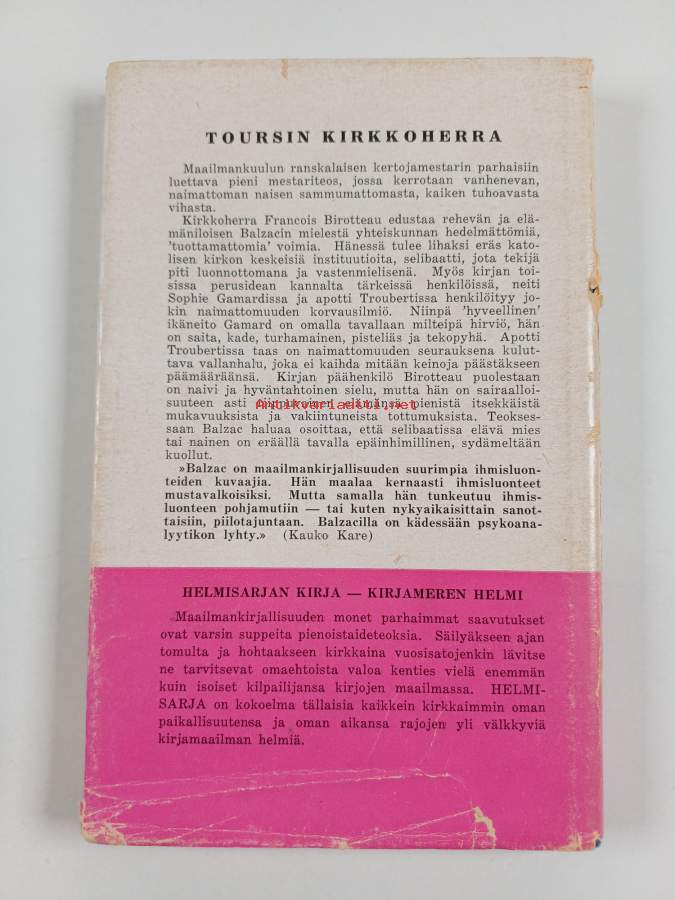 TOURSIN KIRKKOHERRA
Maailmankuulun ranskalaisen kertojamestarin parhaisiin
luettava pieni mestariteos, jossa kerrotaan vanhenevan,
naimattoman naisen sammumattomasta, kaiken tuhoavasta
vihasta.
Kirkkoherra Francois Birotteau edustaa rehevän ja elä-
mäniloisen Balzacin mielestä yhteiskunnan hedelmättömiä,
'tuottamattomia' voimia. Hänessä tulee lihaksi eräs kato-
lisen kirkon keskeisiä instituutioita, selibaatti, jota tekijä
piti luonnottomana ja vastenmielisenä. Myös kirjan toi-
sissa perusidean kannalta tärkeissä henkilöissä, neiti
Sophie Gamardissa ja apotti Troubertissa henkilöityy jo-
kin naimattomuuden korvausilmiö. Niinpä 'hyveellinen'
ikäneito Gamard on omalla tavallaan milteipä hirviö, hän
on saita, kade, turhamainen, pisteliäs ja tekopyhä. Apotti
Troubertissa taas on naimattomuuden seurauksena kulut-
tava vallanhalu, joka ei kaihda mitään keinoja päästäkseen
päämääräänsä. Kirjan päähenkilö Birotteau puolestaan
on naivi ja hyväntahtoinen sielu, mutta hän on sairaalloi-
suuteen asti riippuvainen elämänsä pienistä itsekkäistä
Antikvariaatti.net
mukavuuksista ja vakiintuneista tottumuksista. Teokses-
saan Balzac haluaa osoittaa, että selibaatissa elävä mies
tai nainen on eräällä tavalla epäinhimillinen, sydämeltään
kuollut.
»Balzac on maailmankirjallisuuden suurimpia ihmisluon-
teiden kuvaajia. Hän maalaa kernaasti ihmisluonteet
mustavalkoisiksi. Mutta samalla hän tunkeutuu ihmis-
luonteen pohjamutiin — tai kuten nykyaikaisittain sanot-
taisiin, piilotajuntaan. Balzacilla on kädessään psykoana-
lyytikon lyhty.» (Kauko Kare)
HELMISARJAN KIRJA — KIRJAMEREN HELMI
Maailmankirjallisuuden monet parhaimmat saavutukset
ovat varsin suppeita pienoistaideteoksia. Säilyäkseen ajan
tomulta ja hohtaakseen kirkkaina vuosisatojenkin lävitse
ne tarvitsevat omaehtoista valoa kenties vielä enemmän
kuin isoiset kilpailijansa kirjojen maailmassa. HELMI-
SARJA on kokoelma tällaisia kaikkein kirkkaimmin oman
paikallisuutensa ja oman aikansa rajojen yli välkkyviä
kirjamaailman helmiä.